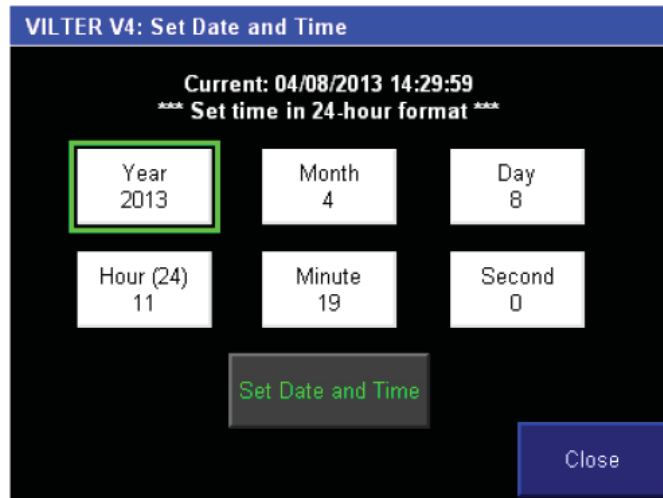 VILTER V4: Set Date and Time
Current: 04/08/2013 14:29:59
*** Set time in 24-hour format ***
Year
2013
Month
4
Day
8
Hour (24)
11
Minute
19
Second
0
Set Date and Time
Close